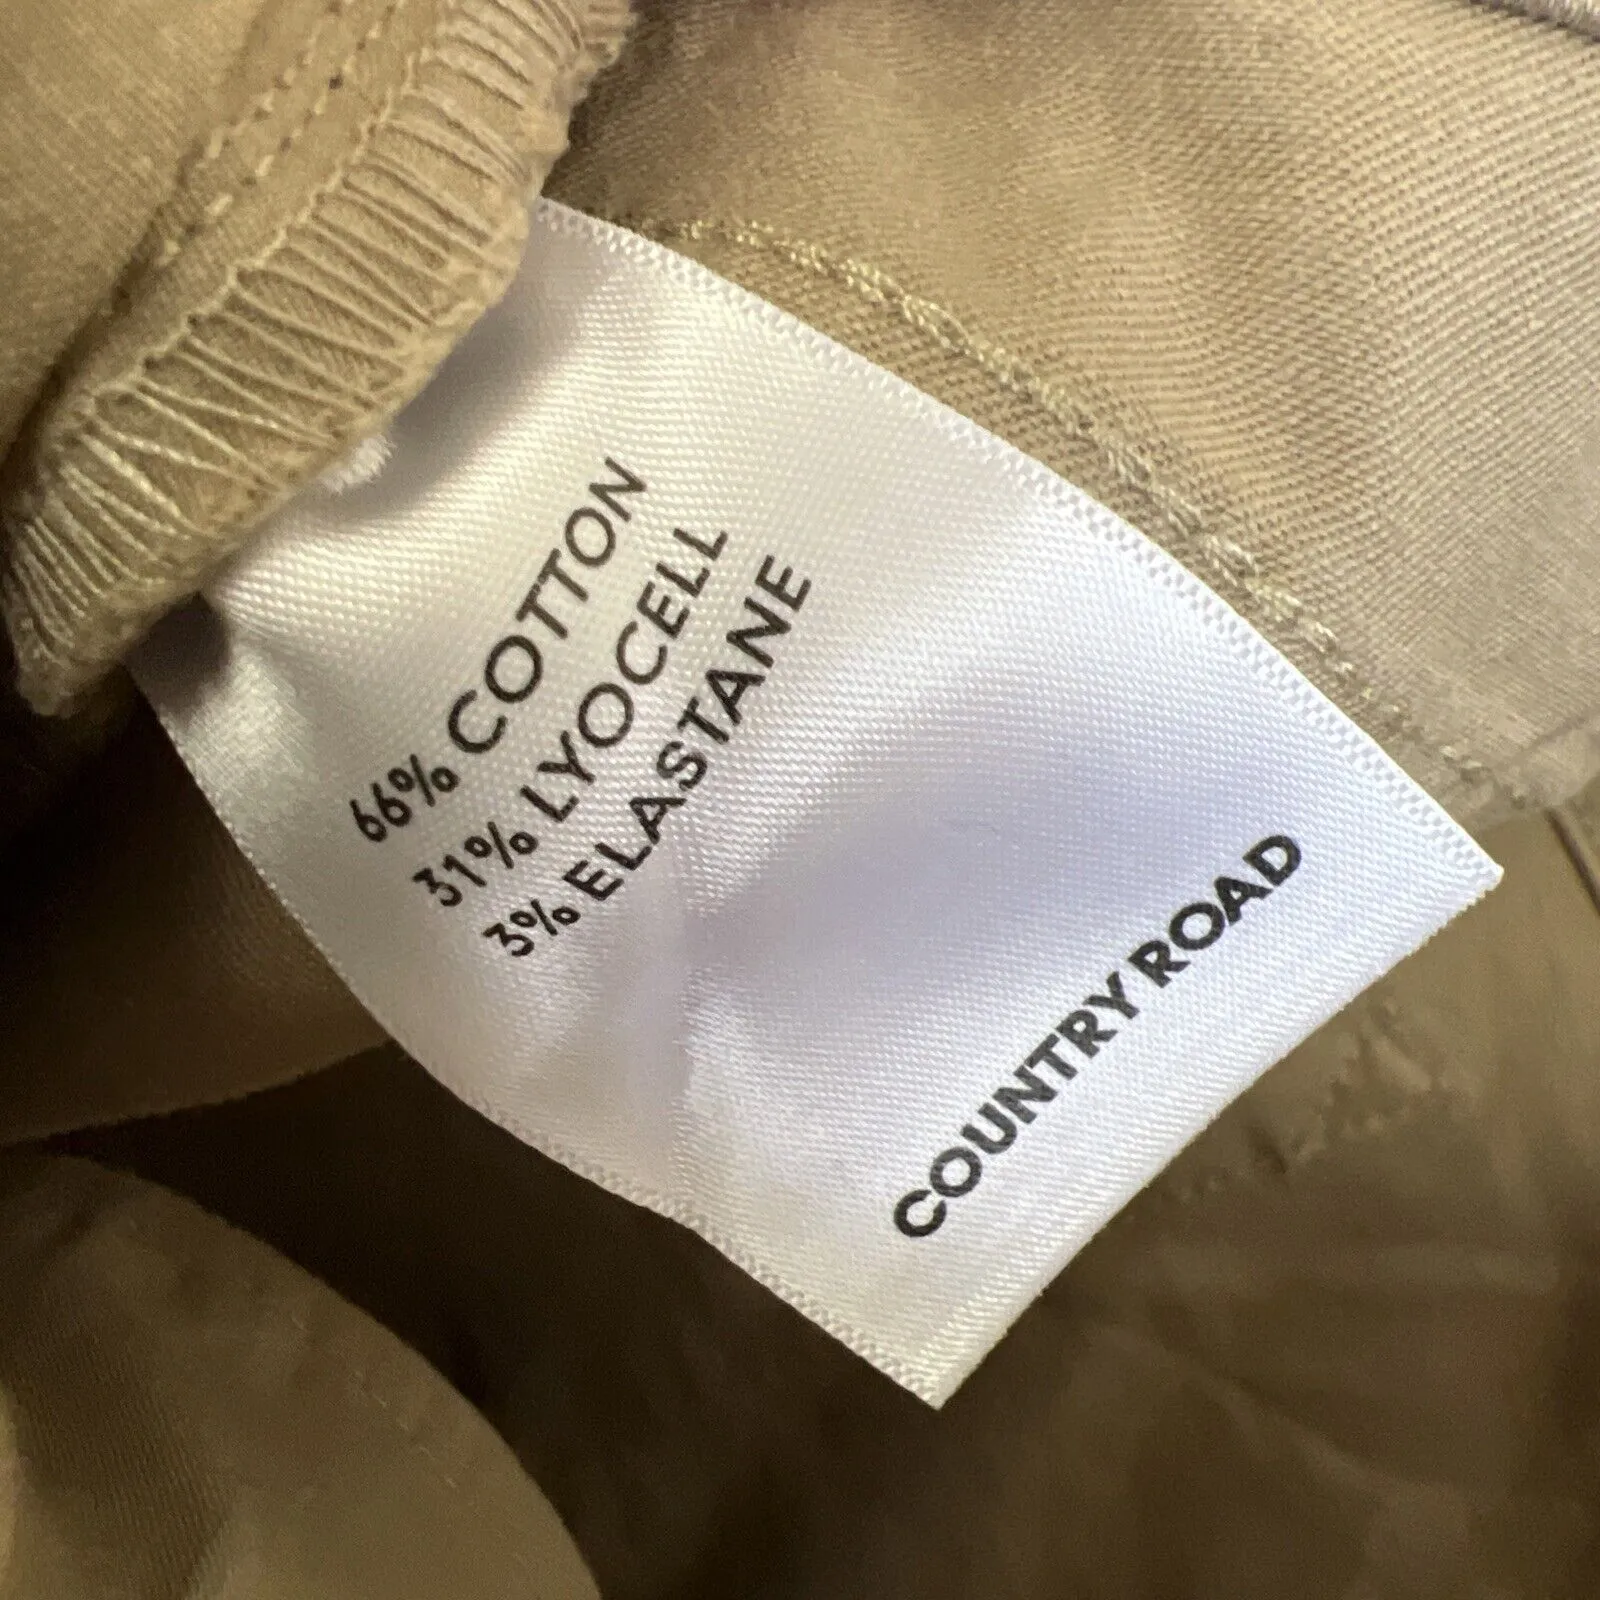 66% COTTON
31% LYOCELL
3% ELASTANE
COUNTRY ROAD